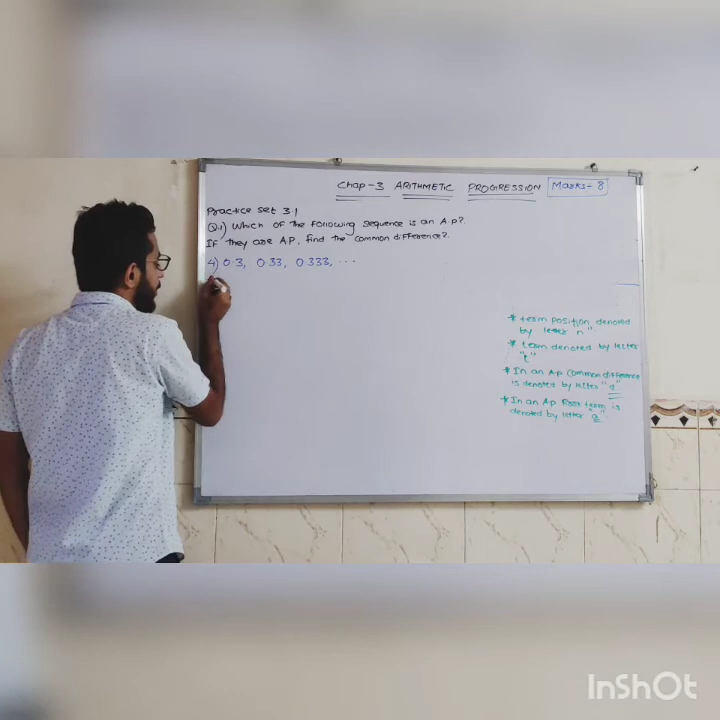 Chap-3 ARITHMETIC PROGRESSION Marks- 8
Practice set 3.1
Q.1) Which of the Following sequence is an A.P?.
If they are A.P. find the common difference?.
4) 0.3, 0.33, 0.333, ...
* term position denoted
by letter "n"
* term denoted by letter
"t"
* In an A.p common difference
is denoted by letter "d"
* In an Ap First term is
denoted by letter "a"
InShOt